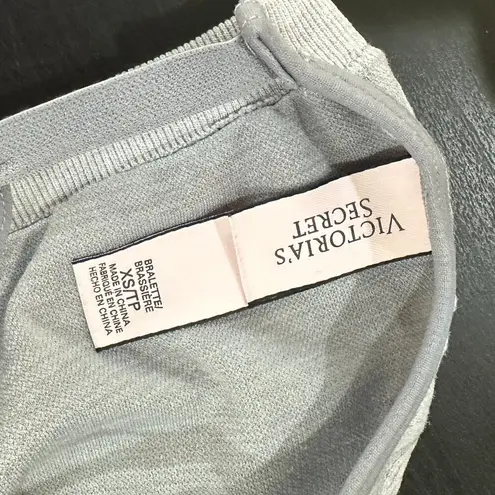 VICTORIA'S
SECRET
BRALETTE/
BRASSIÈRE
XS/TP
MADE IN CHINA
FABRIQUÉ EN CHINE
HECHO EN CHINA